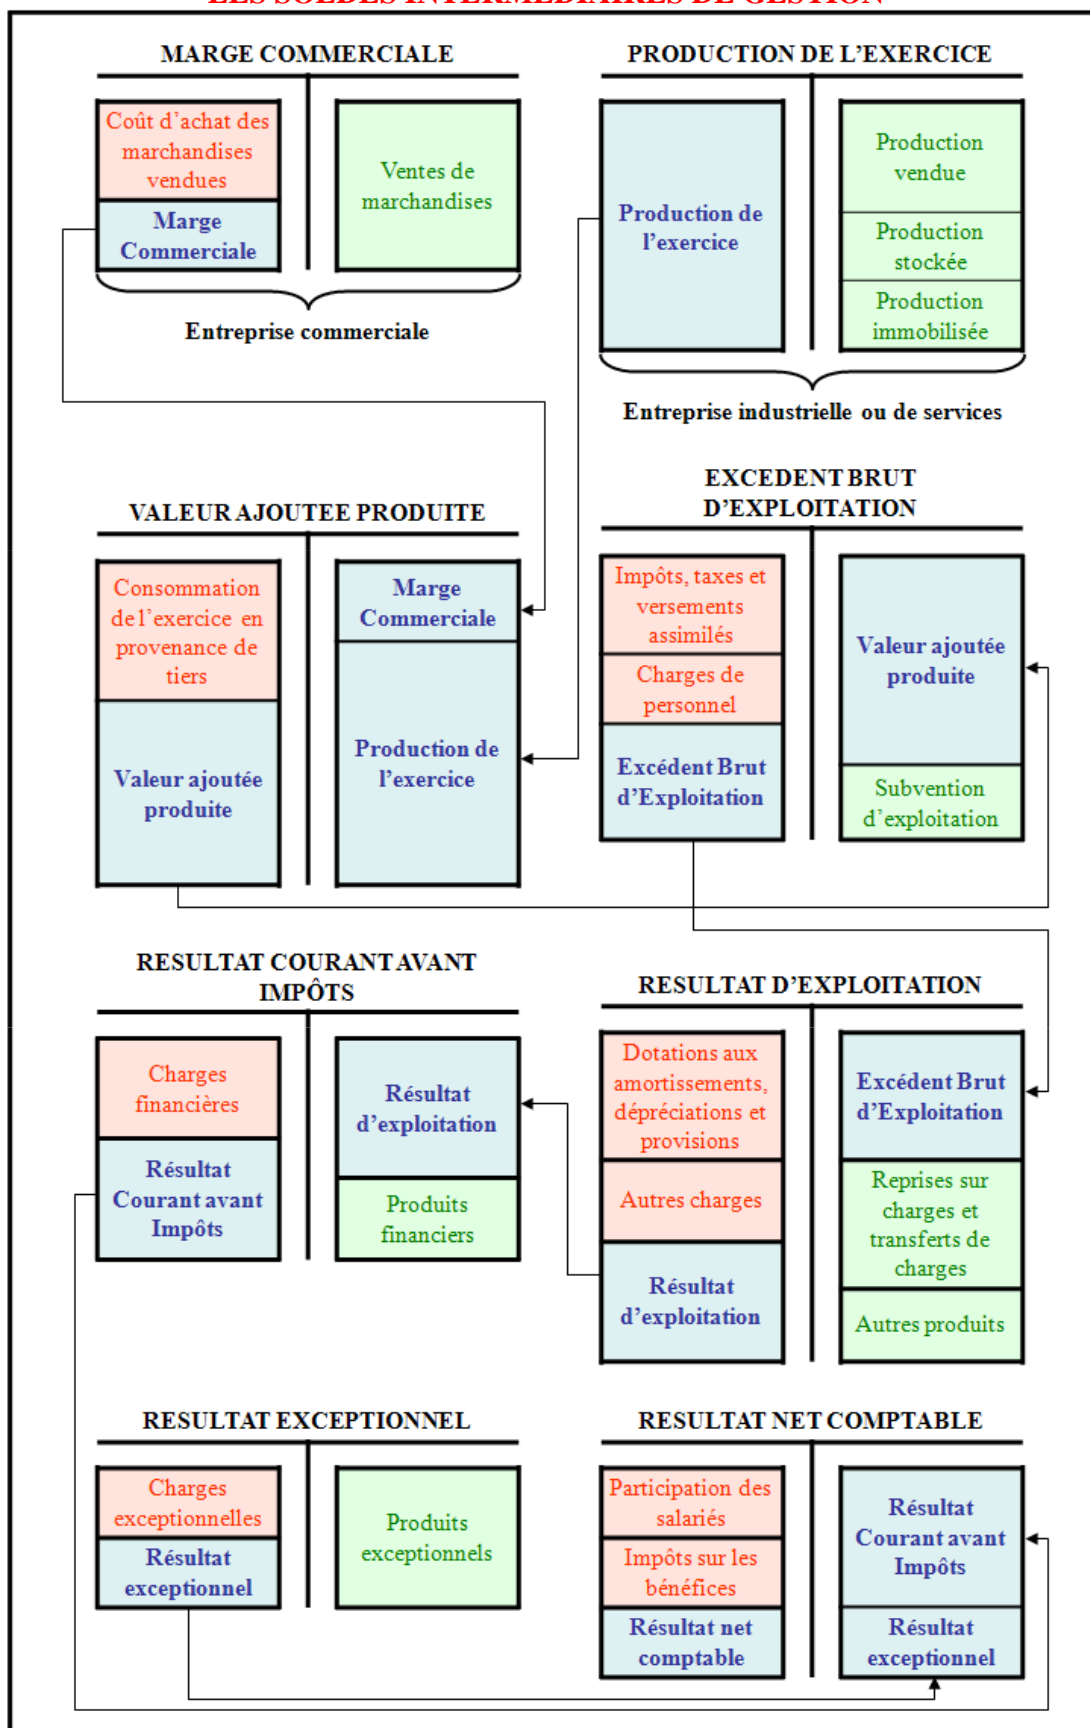 LES SOLDES INTERMEDIAIRES DE GESTION
MARGE COMMERCIALE
Coût d'achat des
marchandises
vendues
Marge
Commerciale
Ventes de
marchandises
Entreprise commerciale
PRODUCTION DE L'EXERCICE
Production de
l'exercice
Production
vendue
Production
stockée
Production
immobilisée
Entreprise industrielle ou de services
VALEUR AJOUTEE PRODUITE
Consommation
de l'exercice en
provenance de
tiers
Valeur ajoutée
produite
Marge
Commerciale
Production de
l'exercice
EXCEDENT BRUT
D'EXPLOITATION
Impôts, taxes et
versements
assimilés
Charges de
personnel
Excédent Brut
d'Exploitation
Valeur ajoutée
produite
Subvention
d'exploitation
RESULTAT COURANT AVANT
IMPÔTS
Charges
financières
Résultat
Courant avant
Impôts
Résultat
d'exploitation
Produits
financiers
RESULTAT D'EXPLOITATION
Dotations aux
amortissements,
dépréciations et
provisions
Autres charges
Résultat
d'exploitation
Excédent Brut
d'Exploitation
Reprises sur
charges et
transferts de
charges
Autres produits
RESULTAT EXCEPTIONNEL
Charges
exceptionnelles
Résultat
exceptionnel
Produits
exceptionnels
RESULTAT NET COMPTABLE
Participation des
salariés
Impôts sur les
bénéfices
Résultat net
comptable
Résultat
Courant avant
Impôts
Résultat
exceptionnel